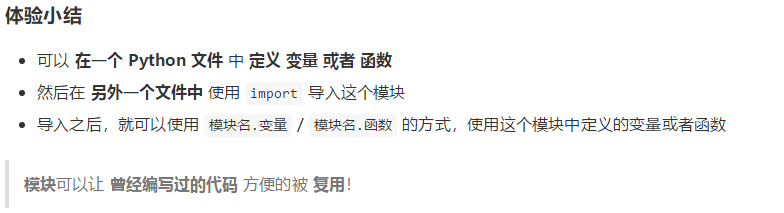 体验小结
可以 在一个 Python 文件 中 定义 变量 或者 函数
然后在 另外一个文件中 使用 import 导入这个模块
导入之后，就可以使用 模块名.变量 / 模块名.函数 的方式，使用这个模块中定义的变量或者函数
模块可以让 曾经编写过的代码 方便的被 复用！